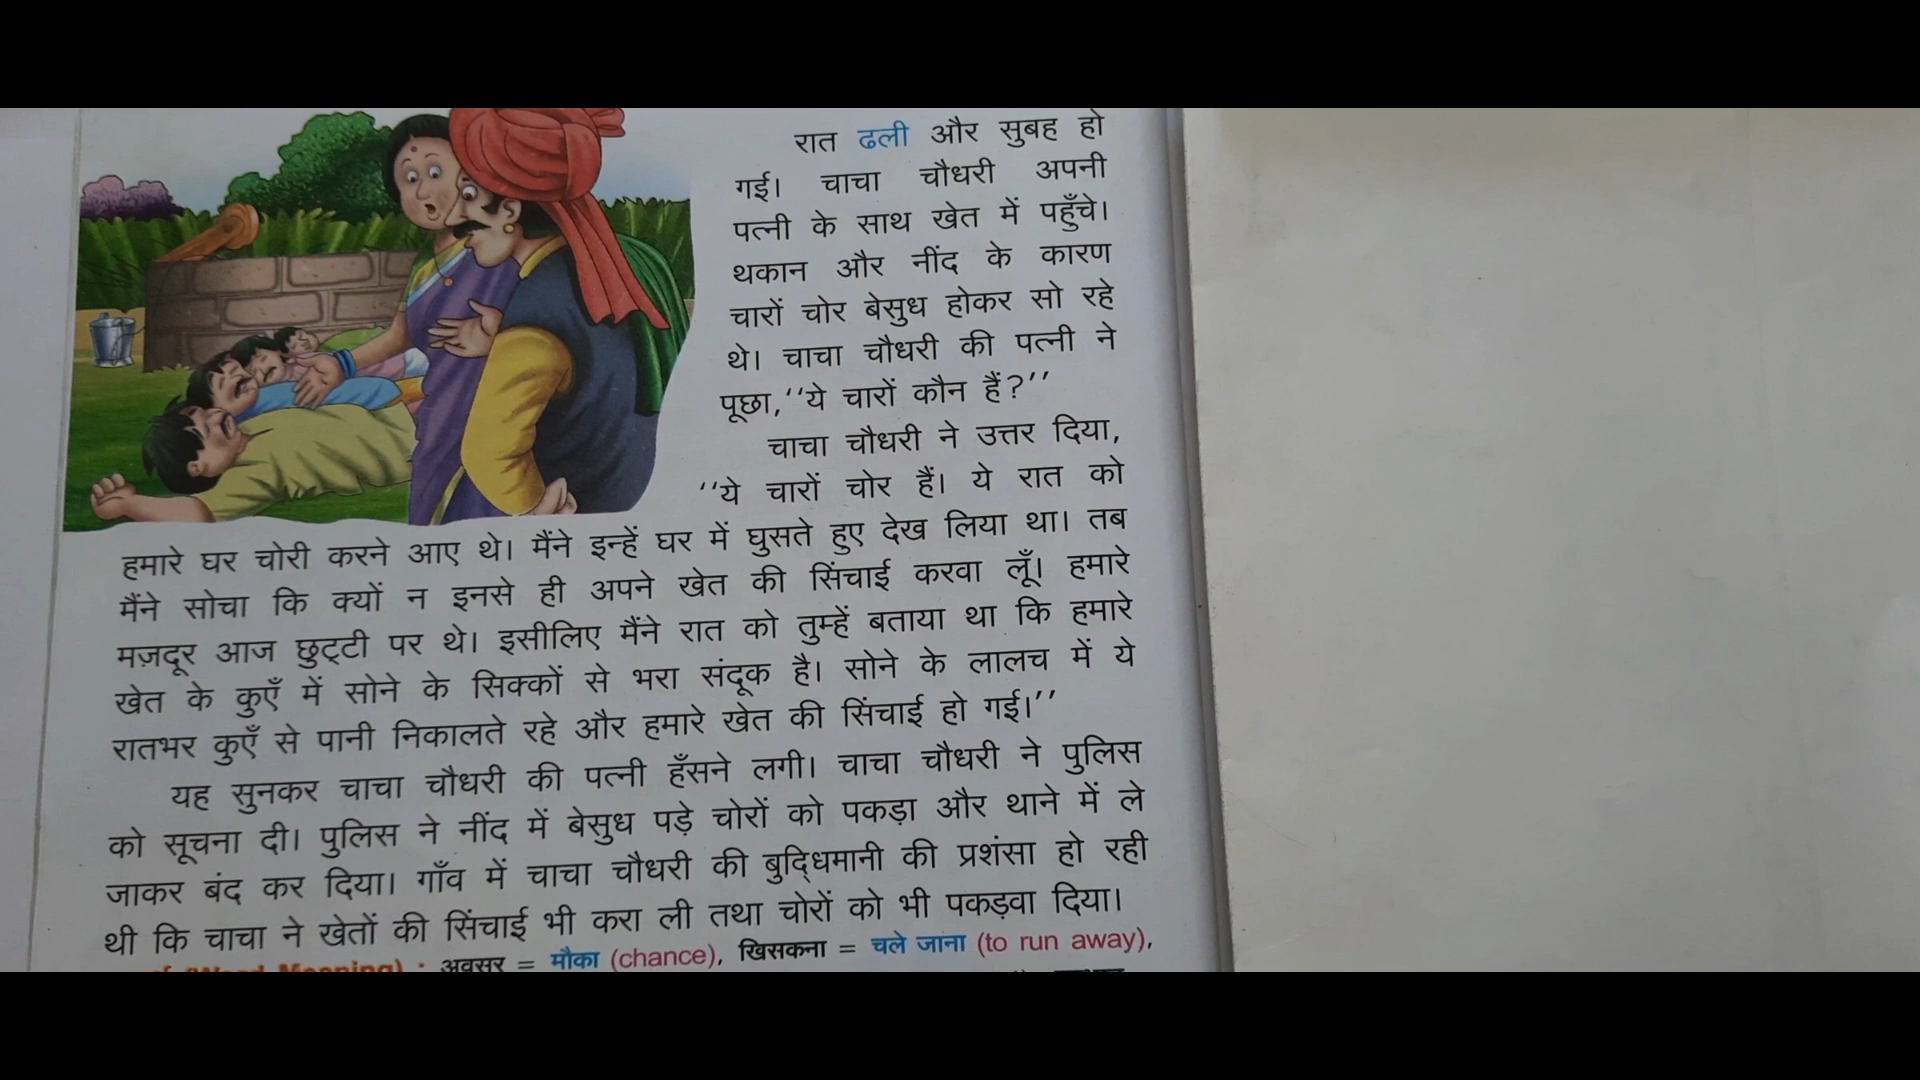 रात ढली और सुबह हो
गई। चाचा चौधरी अपनी
पत्नी के साथ खेत में पहुँचे।
थकान और नींद के कारण
चारों चोर बेसुध होकर सो रहे
थे। चाचा चौधरी की पत्नी ने
पूछा,‘‘ये चारों कौन हैं?’’
चाचा चौधरी ने उत्तर दिया,
‘‘ये चारों चोर हैं। ये रात को
हमारे घर चोरी करने आए थे। मैंने इन्हें घर में घुसते हुए देख लिया था। तब
मैंने सोचा कि क्यों न इनसे ही अपने खेत की सिंचाई करवा लूँ। हमारे
मज़दूर आज छुट्टी पर थे। इसीलिए मैंने रात को तुम्हें बताया था कि हमारे
खेत के कुएँ में सोने के सिक्कों से भरा संदूक है। सोने के लालच में ये
रातभर कुएँ से पानी निकालते रहे और हमारे खेत की सिंचाई हो गई।’’
यह सुनकर चाचा चौधरी की पत्नी हँसने लगी। चाचा चौधरी ने पुलिस
को सूचना दी। पुलिस ने नींद में बेसुध पड़े चोरों को पकड़ा और थाने में ले
जाकर बंद कर दिया। गाँव में चाचा चौधरी की बुद्धिमानी की प्रशंसा हो रही
थी कि चाचा ने खेतों की सिंचाई भी करा ली तथा चोरों को भी पकड़वा दिया।
(Word Meaning) : अवसर = मौका (chance), खिसकना = चले जाना (to run away),